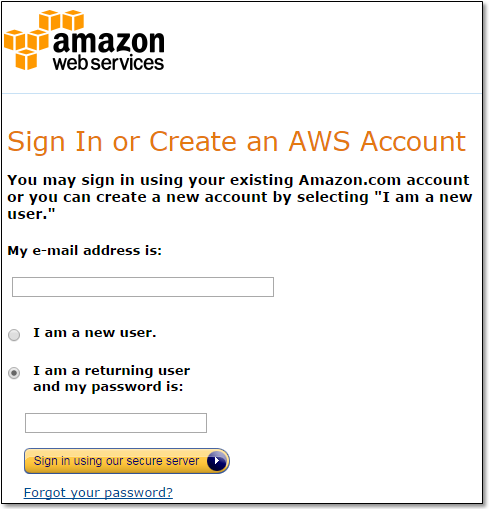 amazon
web services
Sign In or Create an AWS Account
You may sign in using your existing Amazon.com account
or you can create a new account by selecting "I am a new
user."
My e-mail address is:
I am a new user.
I am a returning user
and my password is:
Sign in using our secure server
Forgot your password?